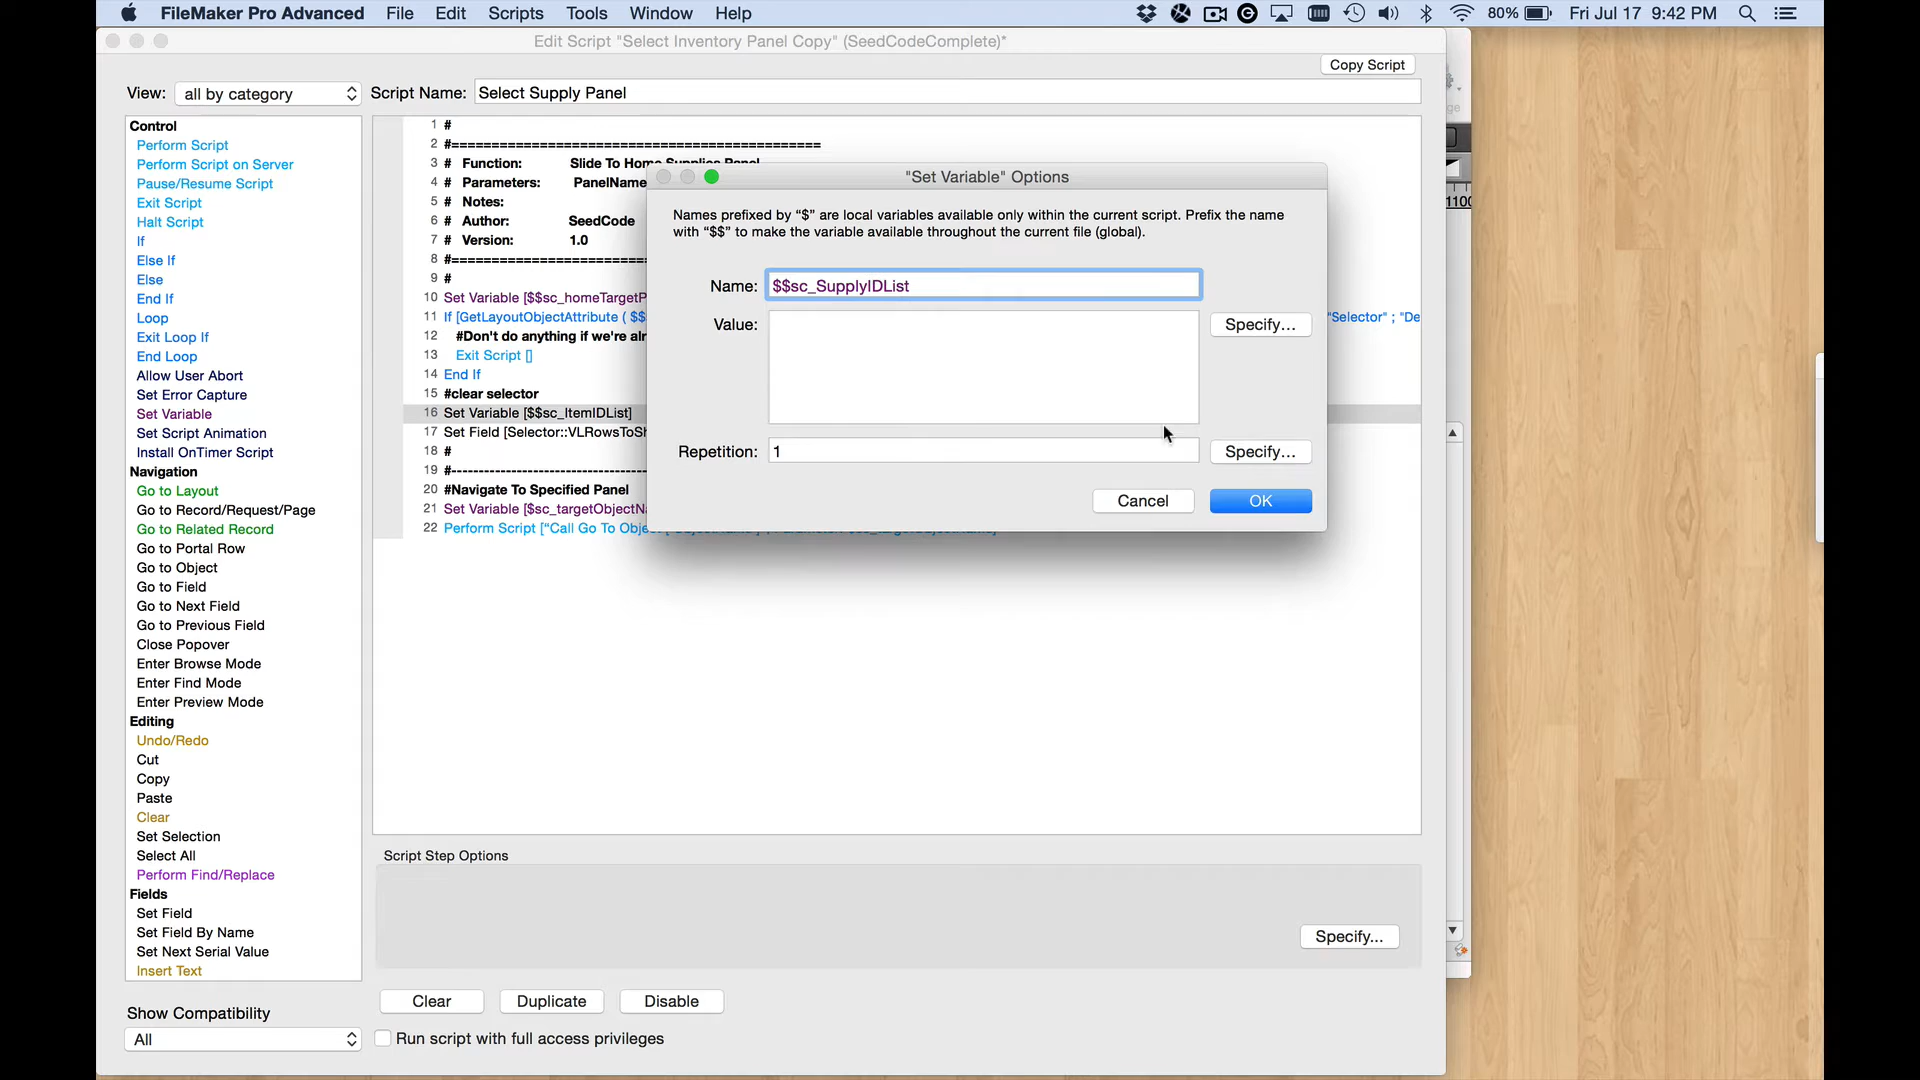 FileMaker Pro Advanced File Edit Scripts Tools Window Help 80% Fri Jul 17 9:42 PM
Edit Script "Select Inventory Panel Copy" (SeedCodeComplete)*
Copy Script
View: all by category Script Name: Select Supply Panel
Control
Perform Script
Perform Script on Server
Pause/Resume Script
Exit Script
Halt Script
If
Else If
Else
End If
Loop
Exit Loop If
End Loop
Allow User Abort
Set Error Capture
Set Variable
Set Script Animation
Install OnTimer Script
Navigation
Go to Layout
Go to Record/Request/Page
Go to Related Record
Go to Portal Row
Go to Object
Go to Field
Go to Next Field
Go to Previous Field
Close Popover
Enter Browse Mode
Enter Find Mode
Enter Preview Mode
Editing
Undo/Redo
Cut
Copy
Paste
Clear
Set Selection
Select All
Perform Find/Replace
Fields
Set Field
Set Field By Name
Set Next Serial Value
Insert Text
Show Compatibility
All
1 #
2 #=========================================
3 # Function: Slide To Home Supplies Panel
4 # Parameters: PanelName
5 # Notes:
6 # Author: SeedCode
7 # Version: 1.0
8 #======================
9 #
10 Set Variable [$$sc_homeTargetP
11 If [GetLayoutObjectAttribute ( $$ "Selector" ; "De
12 #Don't do anything if we're alr
13 Exit Script []
14 End If
15 #clear selector
16 Set Variable [$$sc_ItemIDList]
17 Set Field [Selector::VLRowsToSh
18 #
19 #------------------------------
20 #Navigate To Specified Panel
21 Set Variable [$sc_targetObjectNa
22 Perform Script ["Call Go To Obje
"Set Variable" Options
Names prefixed by “$” are local variables available only within the current script. Prefix the name
with “$$” to make the variable available throughout the current file (global).
Name: $$sc_SupplyIDList
Value: Specify...
Repetition: 1 Specify...
Cancel OK
Script Step Options
Specify...
Clear Duplicate Disable
Run script with full access privileges
1100